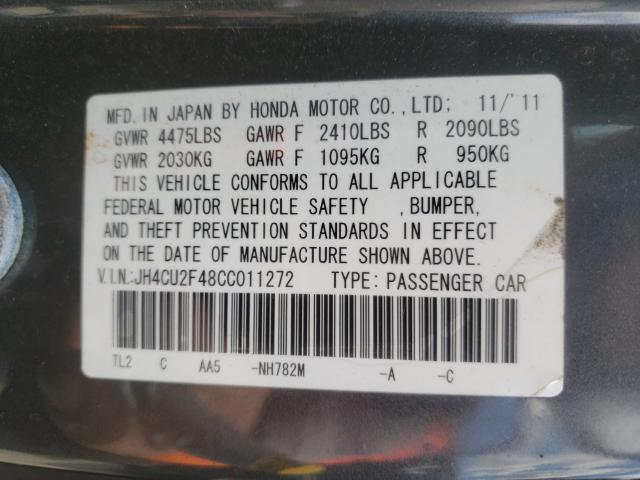 MFD. IN JAPAN BY HONDA MOTOR CO.,LTD: 11/'11
GVWR 4475LBS GAWR F 2410LBS R 2090LBS
GVWR 2030KG GAWR F 1095KG R 950KG
THIS VEHICLE CONFORMS TO ALL APPLICABLE
FEDERAL MOTOR VEHICLE SAFETY ,BUMPER,
AND THEFT PREVENTION STANDARDS IN EFFECT
ON THE DATE OF MANUFACTURE SHOWN ABOVE.
V.I.N:JH4CU2F48CC011272 TYPE: PASSENGER CAR
TL2 C AA5 -NH782M -A -C